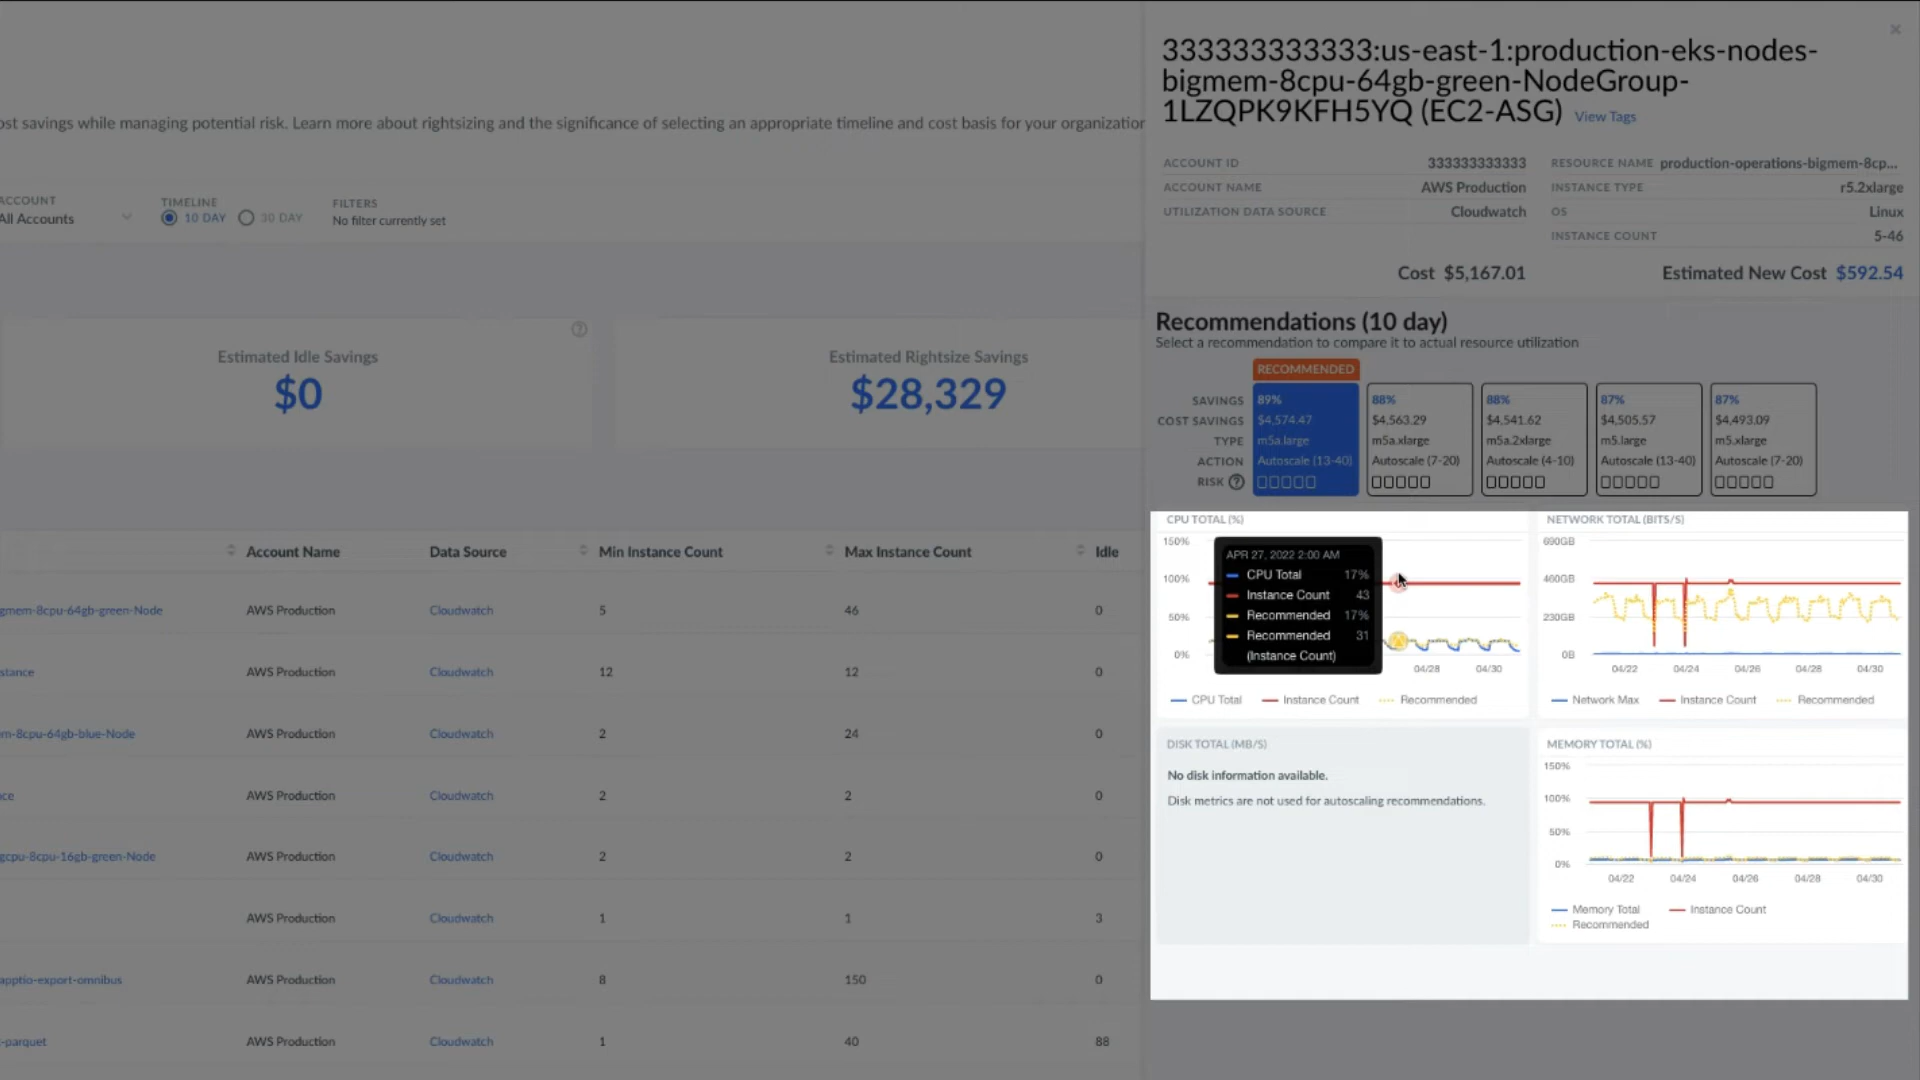 333333333333:us-east-1:production-eks-nodes-
bigmem-8cpu-64gb-green-NodeGroup-
1LZQPK9KFH5YQ (EC2-ASG) View Tags
ost savings while managing potential risk. Learn more about rightsizing and the significance of selecting an appropriate timeline and cost basis for your organization
ACCOUNT
All Accounts
TIMELINE
10 DAY 30 DAY
FILTERS
No filter currently set
ACCOUNT ID 333333333333
ACCOUNT NAME AWS Production
UTILIZATION DATA SOURCE Cloudwatch
RESOURCE NAME production-operations-bigmem-8cp...
INSTANCE TYPE r5.2xlarge
OS Linux
INSTANCE COUNT 5-46
Cost $5,167.01
Estimated New Cost $592.54
Estimated Idle Savings
$0
Estimated Rightsize Savings
$28,329
Recommendations (10 day)
Select a recommendation to compare it to actual resource utilization
RECOMMENDED
SAVINGS 89% 88% 88% 87% 87%
COST SAVINGS $4,574.47 $4,563.29 $4,541.62 $4,505.57 $4,493.09
TYPE m5a.large m5a.xlarge m5a.2xlarge m5.large m5.xlarge
ACTION Autoscale (13-40) Autoscale (7-20) Autoscale (4-10) Autoscale (13-40) Autoscale (7-20)
RISK
Account Name Data Source Min Instance Count Max Instance Count Idle
gmem-8cpu-64gb-green-Node AWS Production Cloudwatch 5 46 0
stance AWS Production Cloudwatch 12 12 0
m-8cpu-64gb-blue-Node AWS Production Cloudwatch 2 24 0
ce AWS Production Cloudwatch 2 2 0
gcpu-8cpu-16gb-green-Node AWS Production Cloudwatch 2 2 0
AWS Production Cloudwatch 1 1 3
apptio-export-omnibus AWS Production Cloudwatch 8 150 0
-parquet AWS Production Cloudwatch 1 40 88
CPU TOTAL (%)
150%
100%
50%
0%
APR 27, 2022 2:00 AM
CPU Total 17%
Instance Count 43
Recommended 17%
Recommended 31
(Instance Count)
04/28 04/30
CPU Total Instance Count Recommended
NETWORK TOTAL (BITS/S)
690GB
460GB
230GB
0B
04/22 04/24 04/26 04/28 04/30
Network Max Instance Count Recommended
DISK TOTAL (MB/S)
No disk information available.
Disk metrics are not used for autoscaling recommendations.
MEMORY TOTAL (%)
150%
100%
50%
0%
04/22 04/24 04/26 04/28 04/30
Memory Total Instance Count
Recommended